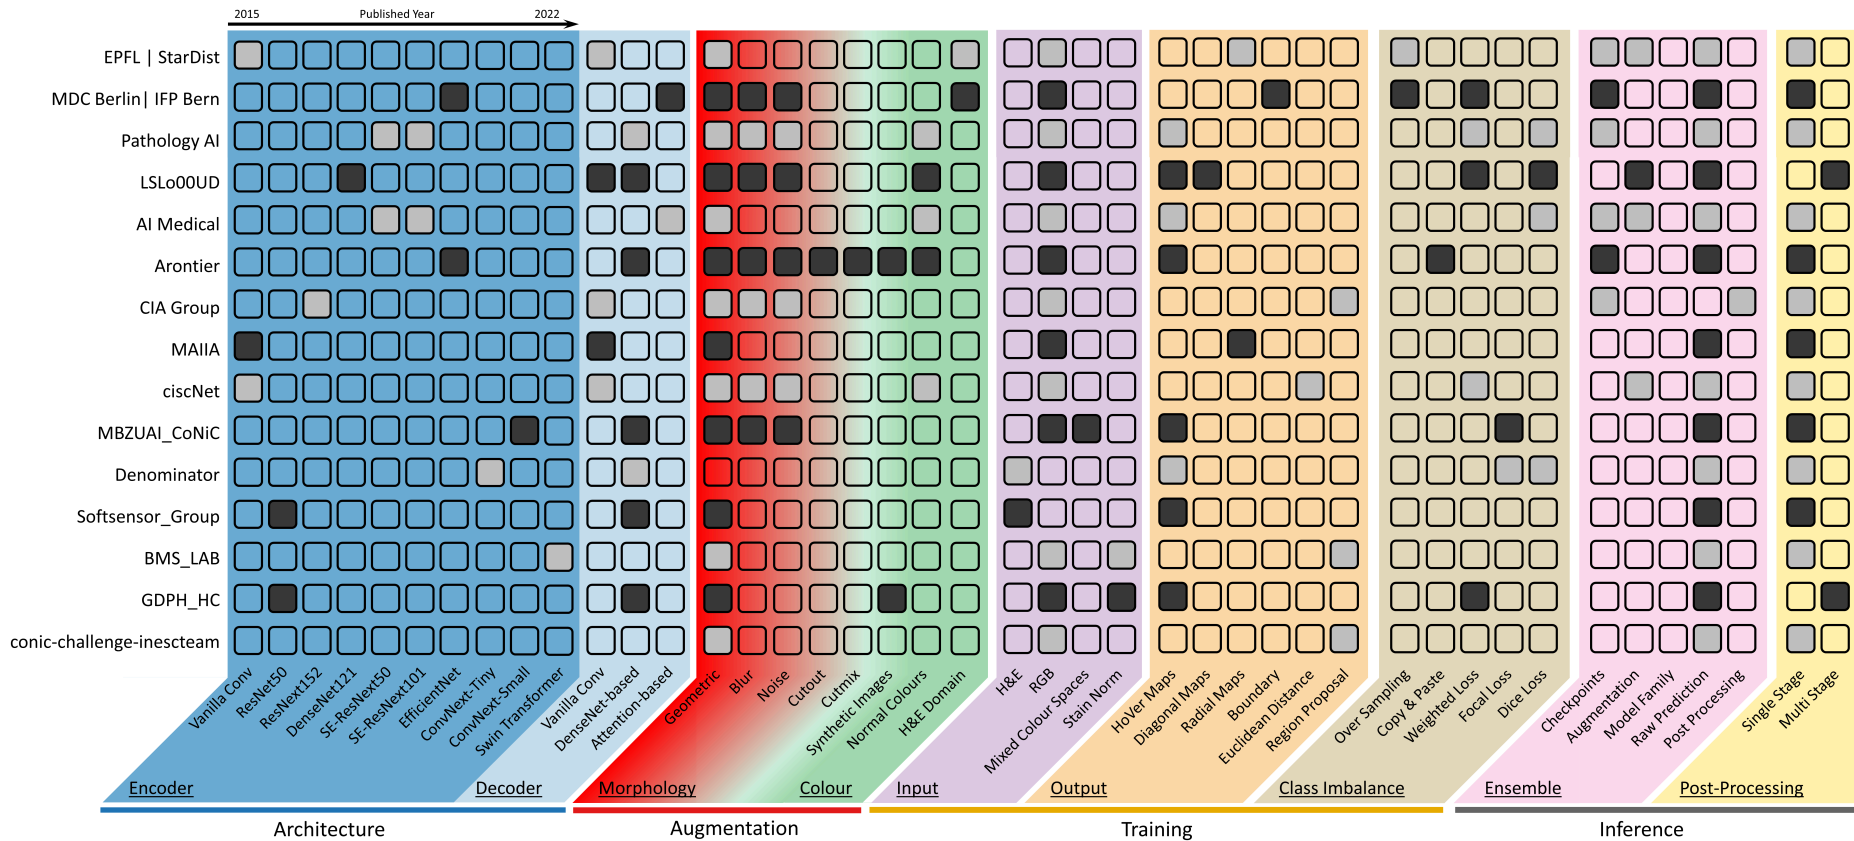 2015 Published Year 2022
EPFL | StarDist
MDC Berlin| IFP Bern
Pathology AI
LSLo00UD
AI Medical
Arontier
CIA Group
MAIIA
ciscNet
MBZUAI_CoNiC
Denominator
Softsensor_Group
BMS_LAB
GDPH_HC
conic-challenge-inescteam
Vanilla Conv
ResNet50
ResNext152
DenseNet121
SE-ResNext50
SE-ResNext101
EfficientNet
ConvNext-Tiny
ConvNext-Small
Swin Transformer
Vanilla Conv
DenseNet-based
Attention-based
Geometric
Blur
Noise
Cutout
Cutmix
Synthetic Images
Normal Colours
H&E Domain
H&E
RGB
Mixed Colour Spaces
Stain Norm
HoVer Maps
Diagonal Maps
Radial Maps
Boundary
Euclidean Distance
Region Proposal
Over Sampling
Copy & Paste
Weighted Loss
Focal Loss
Dice Loss
Checkpoints
Augmentation
Model Family
Raw Prediction
Post Processing
Single Stage
Multi Stage
Encoder
Decoder
Morphology
Colour
Input
Output
Class Imbalance
Ensemble
Post-Processing
Architecture
Augmentation
Training
Inference